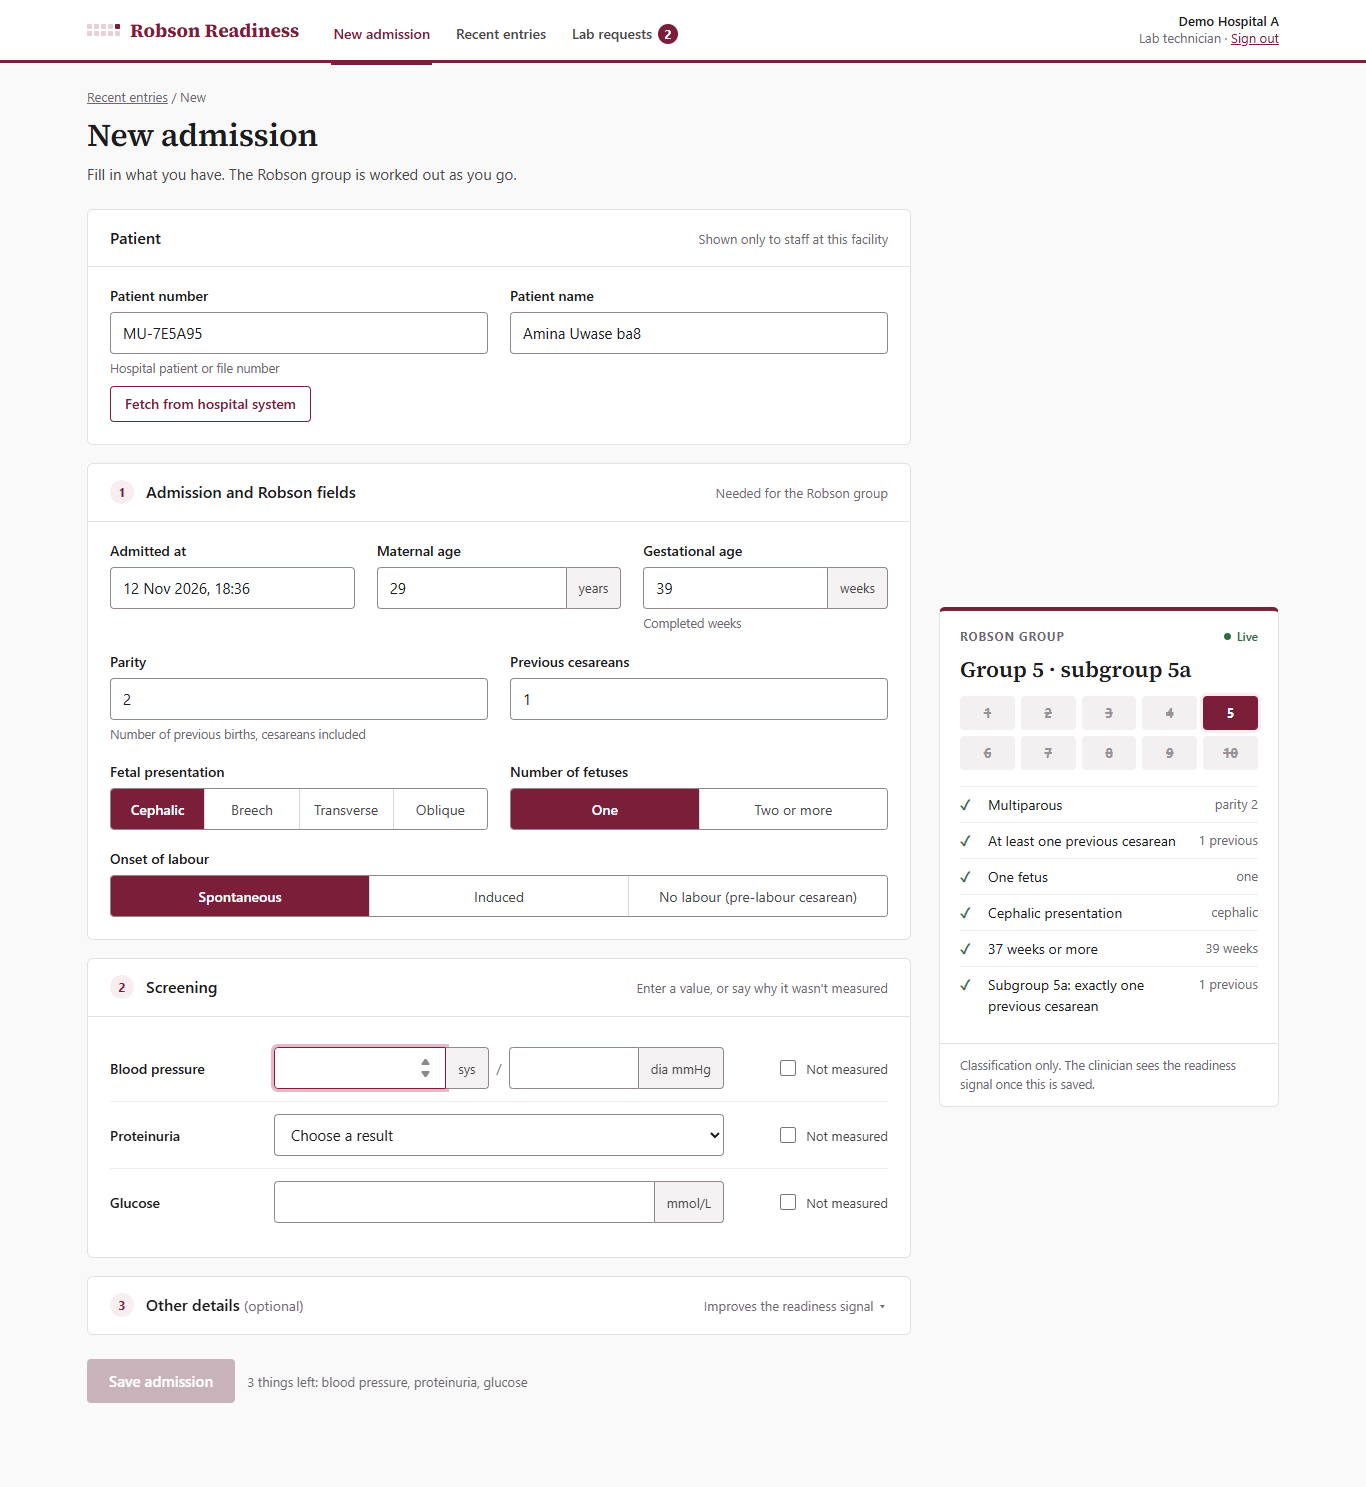 Robson Readiness
New admission
Recent entries
Lab requests 2
Demo Hospital A
Lab technician · Sign out
Recent entries / New
New admission
Fill in what you have. The Robson group is worked out as you go.
Patient
Shown only to staff at this facility
Patient number
Patient name
MU-7E5A95
Amina Uwase ba8
Hospital patient or file number
Fetch from hospital system
1 Admission and Robson fields
Needed for the Robson group
Admitted at
Maternal age
Gestational age
12 Nov 2026, 18:36
29 years
39 weeks
Completed weeks
Parity
Previous cesareans
2
1
Number of previous births, cesareans included
Fetal presentation
Number of fetuses
Cephalic
Breech
Transverse
Oblique
One
Two or more
Onset of labour
Spontaneous
Induced
No labour (pre-labour cesarean)
2 Screening
Enter a value, or say why it wasn't measured
Blood pressure
sys
/
dia mmHg
Not measured
Proteinuria
Choose a result
Not measured
Glucose
mmol/L
Not measured
3 Other details (optional)
Improves the readiness signal
Save admission
3 things left: blood pressure, proteinuria, glucose
ROBSON GROUP
Live
Group 5 · subgroup 5a
1 2 3 4 5
6 7 8 9 10
Multiparous parity 2
At least one previous cesarean 1 previous
One fetus one
Cephalic presentation cephalic
37 weeks or more 39 weeks
Subgroup 5a: exactly one 1 previous
previous cesarean
Classification only. The clinician sees the readiness
signal once this is saved.